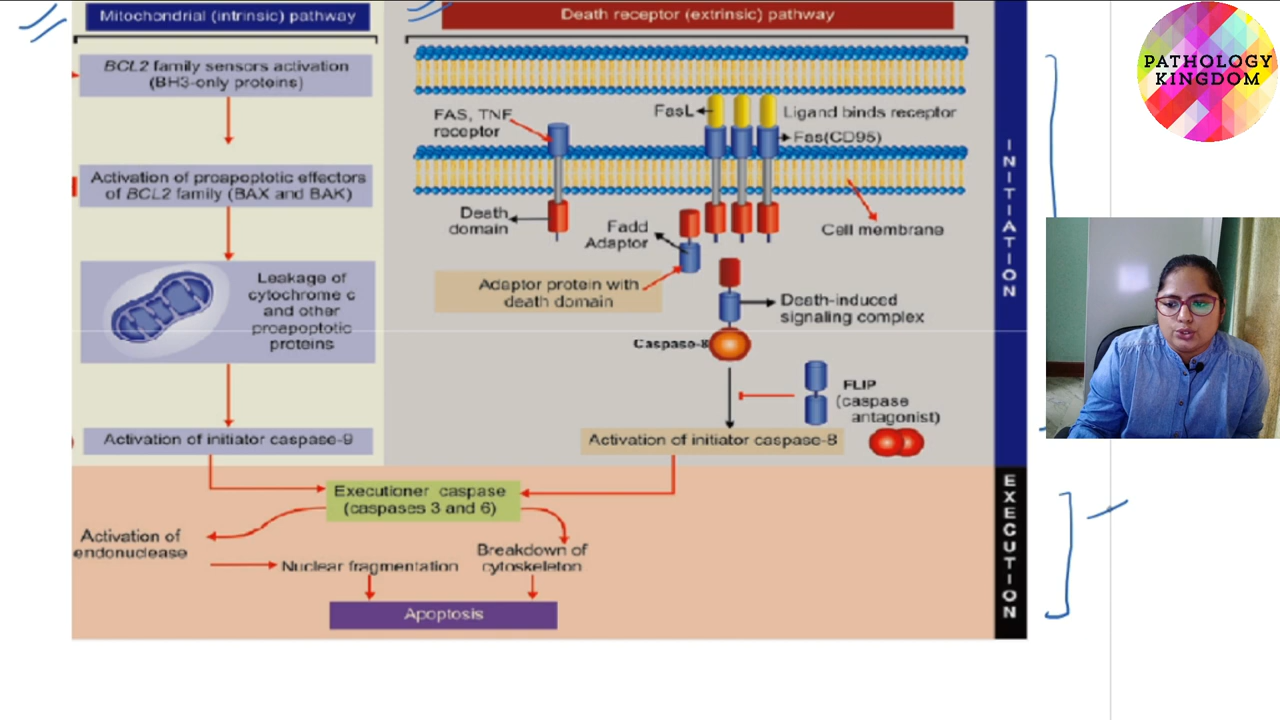 Mitochondrial (intrinsic) pathway
Death receptor (extrinsic) pathway
PATHOLOGY
KINGDOM
BCL2 family sensors activation
(BH3-only proteins)
Activation of proapoptotic effectors
of BCL2 family (BAX and BAK)
Leakage of
cytochrome c
and other
proapoptotic
proteins
Activation of initiator caspase-9
FAS, TNF
receptor
FasL
Ligand binds receptor
Fas(CD95)
Death
domain
Fadd
Adaptor
Cell membrane
Adaptor protein with
death domain
Death-induced
signaling complex
Caspase-8
FLIP
(caspase
antagonist)
Activation of initiator caspase-8
INITIATION
Executioner caspase
(caspases 3 and 6)
Activation of
endonuclease
Nuclear fragmentation
Breakdown of
cytoskeleton
Apoptosis
EXECUTION